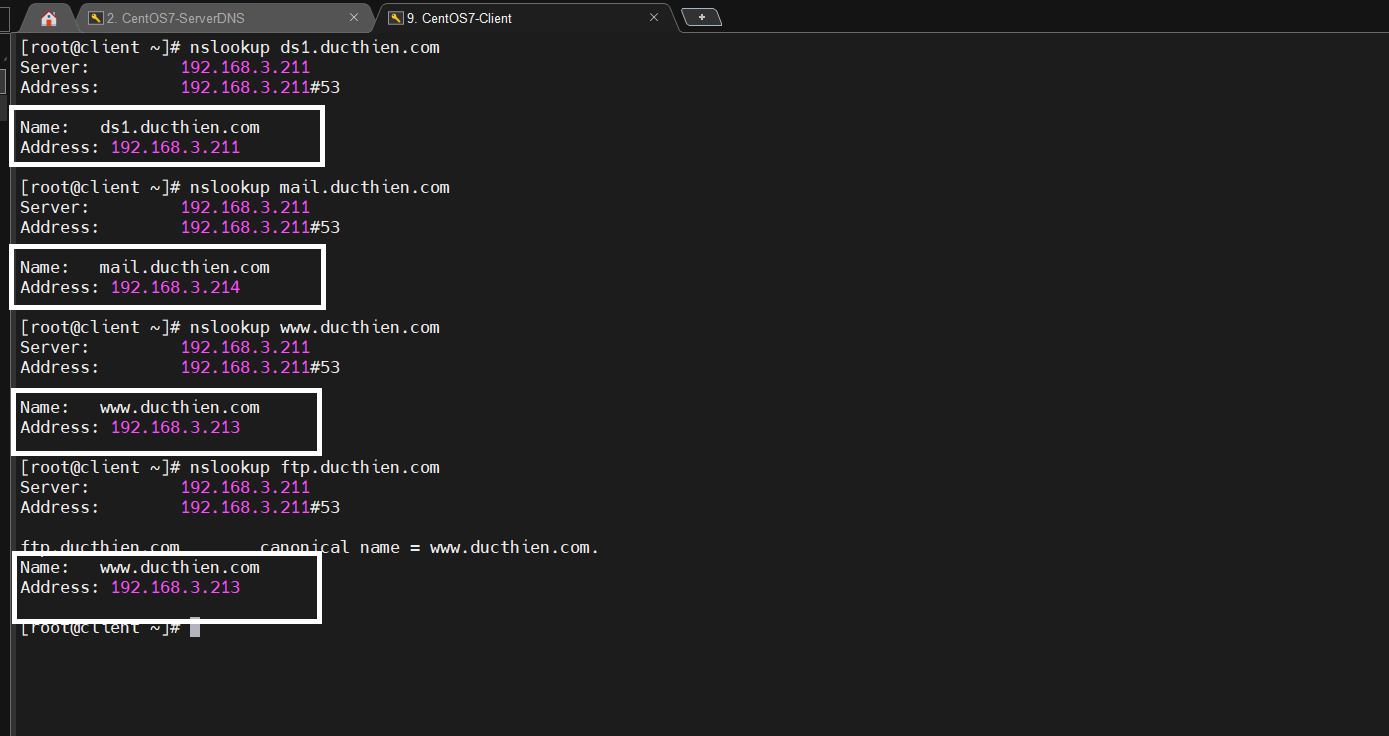 2. CentOS7-ServerDNS
9. CentOS7-Client
[root@client ~]# nslookup ds1.ducthien.com
Server:         192.168.3.211
Address:        192.168.3.211#53
Name:   ds1.ducthien.com
Address: 192.168.3.211
[root@client ~]# nslookup mail.ducthien.com
Server:         192.168.3.211
Address:        192.168.3.211#53
Name:   mail.ducthien.com
Address: 192.168.3.214
[root@client ~]# nslookup www.ducthien.com
Server:         192.168.3.211
Address:        192.168.3.211#53
Name:   www.ducthien.com
Address: 192.168.3.213
[root@client ~]# nslookup ftp.ducthien.com
Server:         192.168.3.211
Address:        192.168.3.211#53
ftp.ducthien.com        canonical name = www.ducthien.com.
Name:   www.ducthien.com
Address: 192.168.3.213
[root@client ~]#